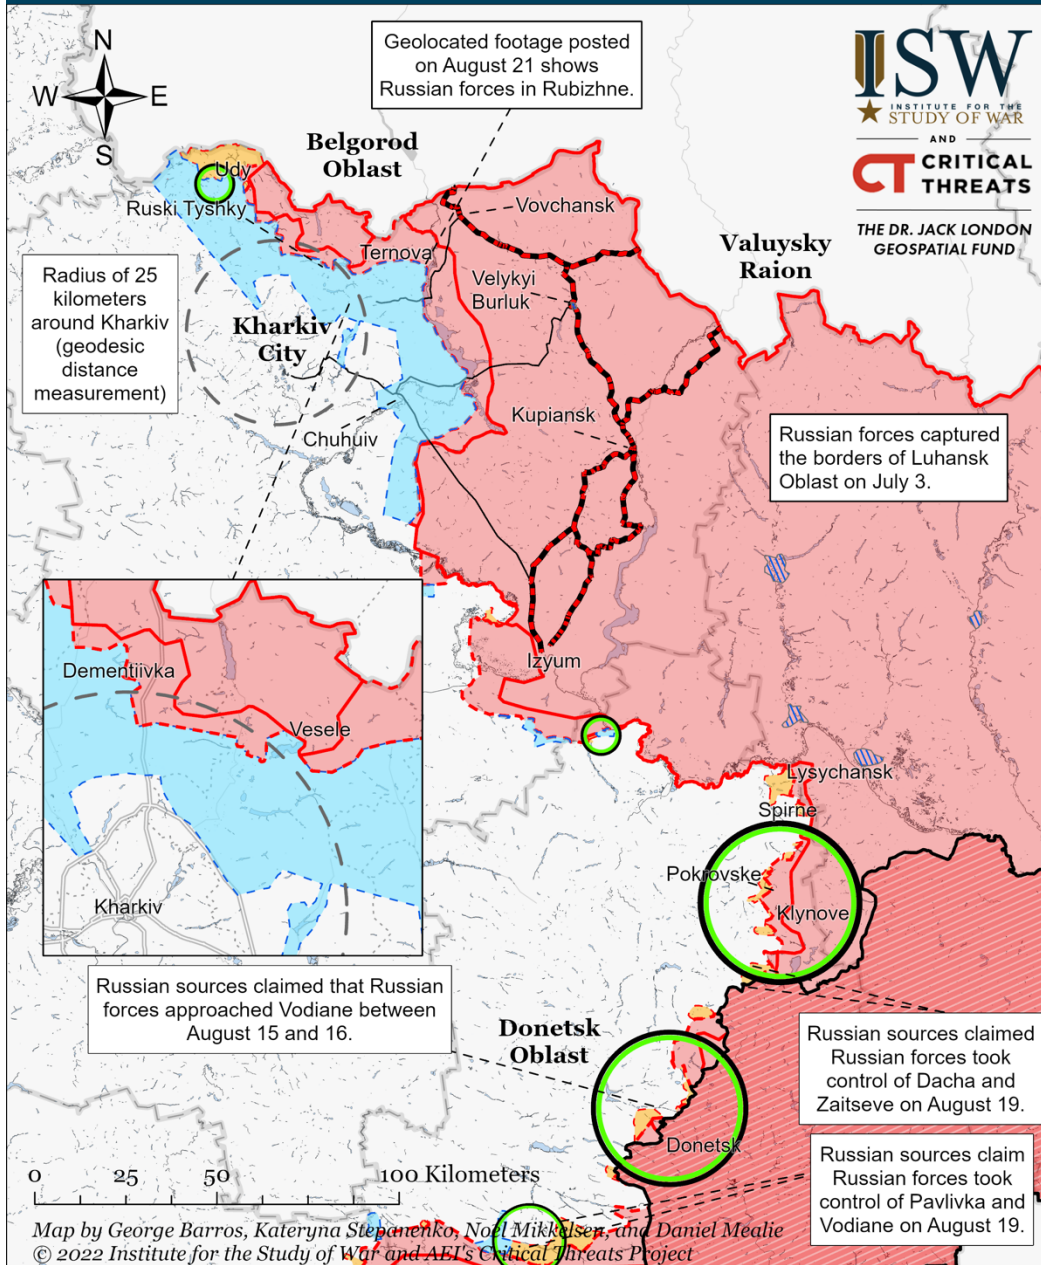 Geolocated footage posted
on August 21 shows
Russian forces in Rubizhne.
ISW
INSTITUTE FOR THE
STUDY OF WAR
AND
CT CRITICAL
THREATS
THE DR. JACK LONDON
GEOSPATIAL FUND
N
W E
S
Belgorod
Oblast
Udy
Ruski Tyshky
Vovchansk
Ternova
Valuysky
Raion
Velykyi
Burluk
Radius of 25
kilometers
around Kharkiv
(geodesic
distance
measurement)
Kharkiv
City
Kupiansk
Chuhuiv
Russian forces captured
the borders of Luhansk
Oblast on July 3.
Izyum
Dementiivka
Vesele
Kharkiv
Lysychansk
Spirne
Pokrovske
Klynove
Russian sources claimed that Russian
forces approached Vodiane between
August 15 and 16.
Donetsk
Oblast
Russian sources claimed
Russian forces took
control of Dacha and
Zaitseve on August 19.
Donetsk
Russian sources claim
Russian forces took
control of Pavlivka and
Vodiane on August 19.
0 25 50 100 Kilometers
Map by George Barros, Kateryna Stepanenko, Noel Mikkelsen, and Daniel Mealie
© 2022 Institute for the Study of War and AEI's Critical Threats Project